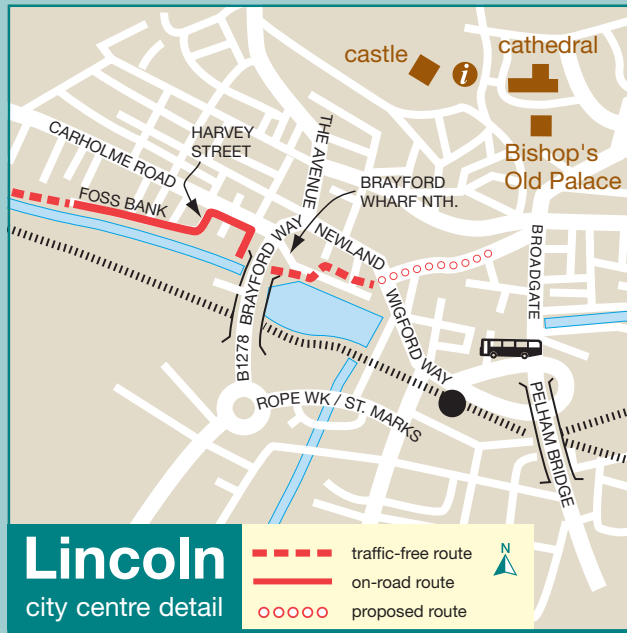 castle
i
cathedral
Bishop's
Old Palace
HARVEY
STREET
THE AVENUE
CARHOLME ROAD
BRAYFORD
WHARF NTH.
FOSS BANK
NEWLAND
BROADGATE
B1278 BRAYFORD WAY
WIGFORD WAY
ROPE WK / ST. MARKS
PELHAM BRIDGE
Lincoln
city centre detail
traffic-free route
on-road route
proposed route
N